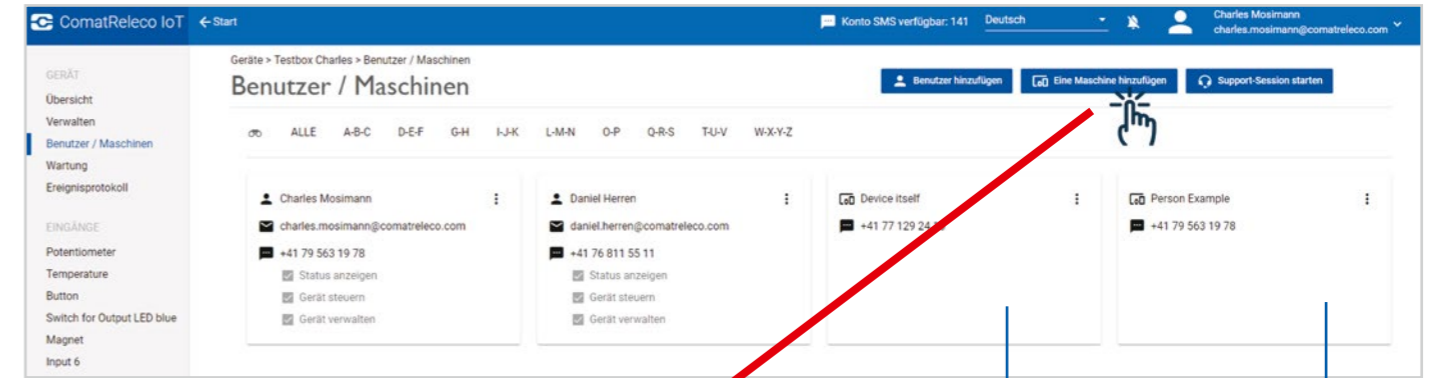 ComatReleco IoT
Start
Konto SMS verfügbar: 141
Deutsch
Charles Mosimann
charles.mosimann@comatreleco.com
Geräte > Testbox Charles > Benutzer / Maschinen
Benutzer / Maschinen
Benutzer hinzufügen
Eine Maschine hinzufügen
Support-Session starten
GERÄT
Übersicht
Verwalten
Benutzer / Maschinen
Wartung
Ereignisprotokoll
EINGÄNGE
Potentiometer
Temperature
Button
Switch for Output LED blue
Magnet
Input 6
ALLE A-B-C D-E-F G-H I-J-K L-M-N O-P Q-R-S T-U-V W-X-Y-Z
Charles Mosimann
charles.mosimann@comatreleco.com
+41 79 563 19 78
Status anzeigen
Gerät steuern
Gerät verwalten
Daniel Herren
daniel.herren@comatreleco.com
+41 76 811 55 11
Status anzeigen
Gerät steuern
Gerät verwalten
Device itself
+41 77 129 24
Person Example
+41 79 563 19 78